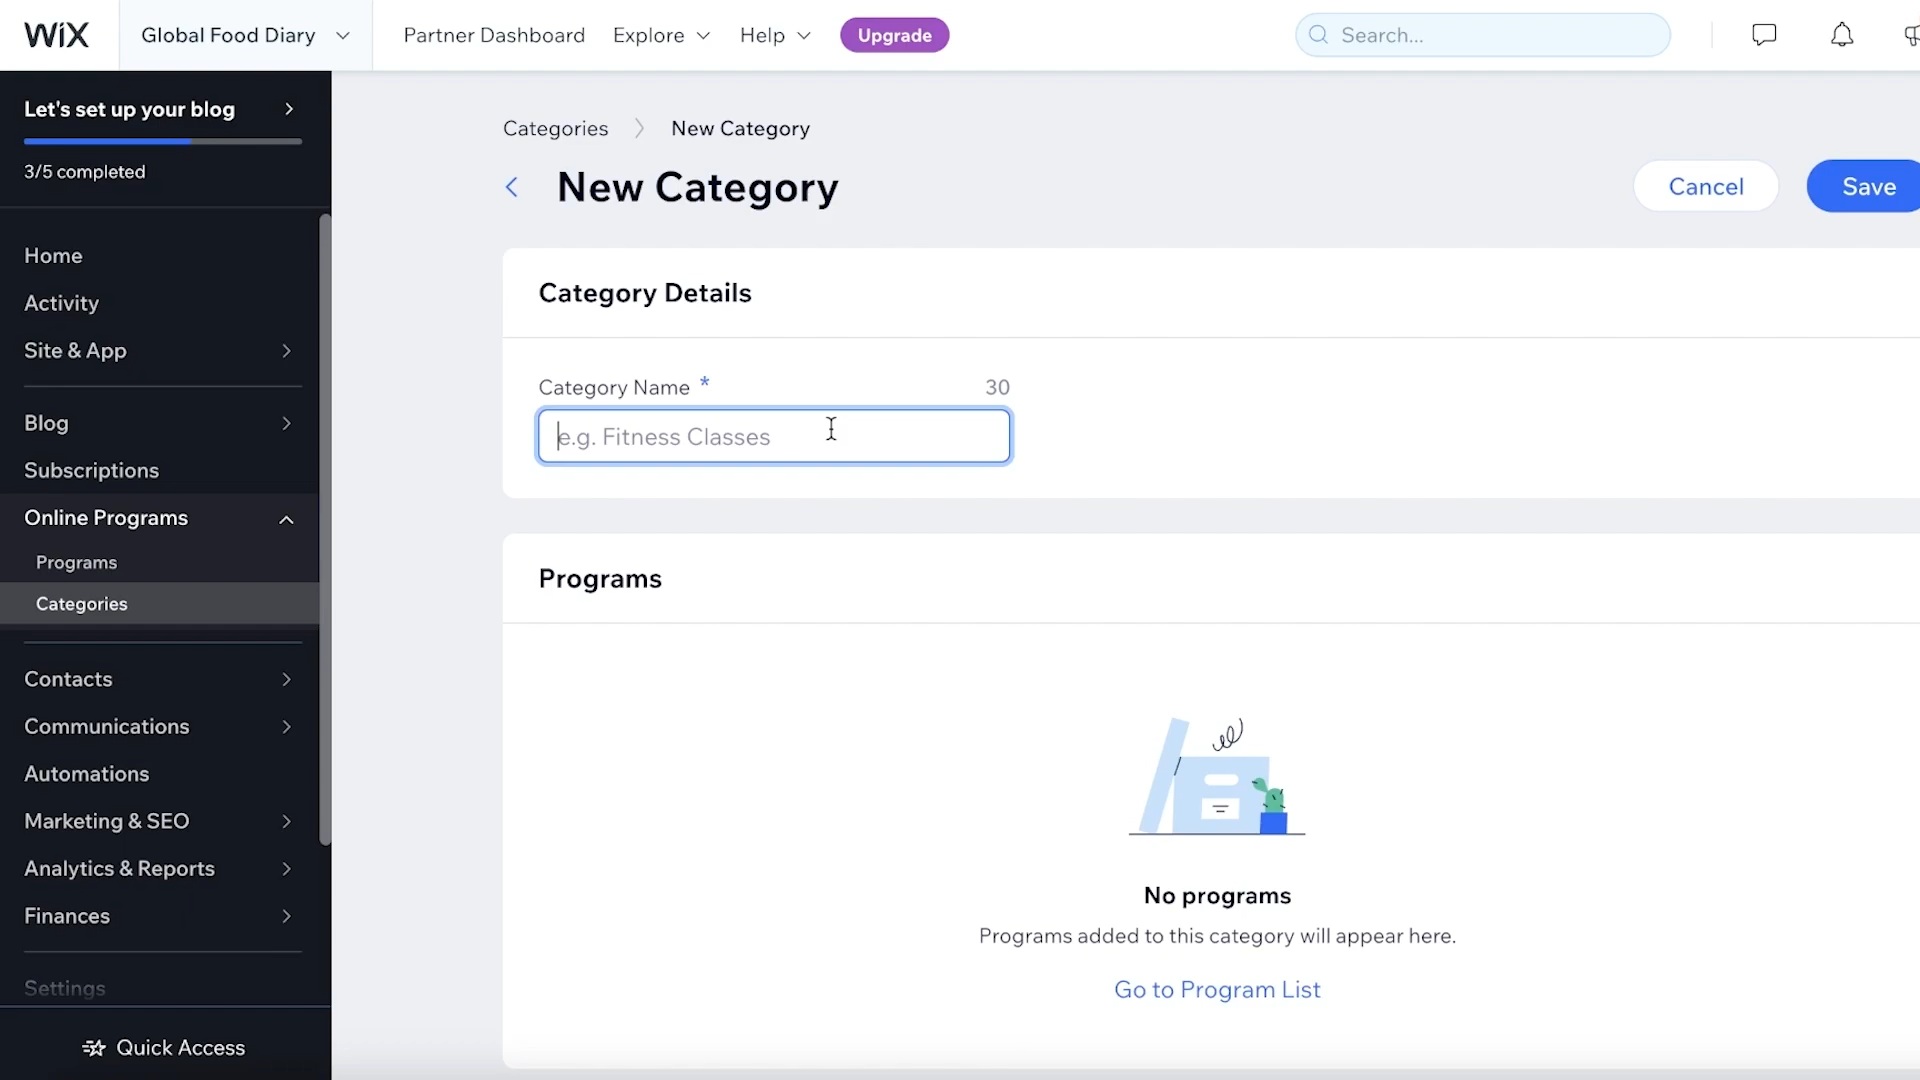 WiX
Global Food Diary
Partner Dashboard
Explore
Help
Upgrade
Search...
Let's set up your blog
3/5 completed
Home
Activity
Site & App
Blog
Subscriptions
Online Programs
Programs
Categories
Contacts
Communications
Automations
Marketing & SEO
Analytics & Reports
Finances
Settings
Quick Access
Categories > New Category
New Category
Cancel
Save
Category Details
Category Name *
30
e.g. Fitness Classes
Programs
No programs
Programs added to this category will appear here.
Go to Program List